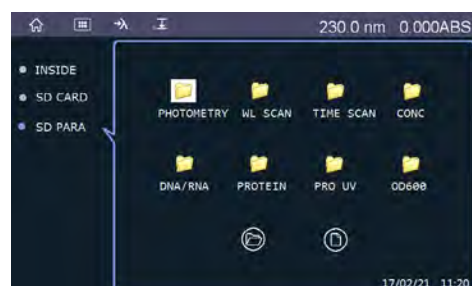 230.0 nm 0.000ABS
INSIDE
SD CARD
SD PARA
PHOTOMETRY WL SCAN TIME SCAN CONC
DNA/RNA PROTEIN PRO UV OD600
17/02/21 11:20